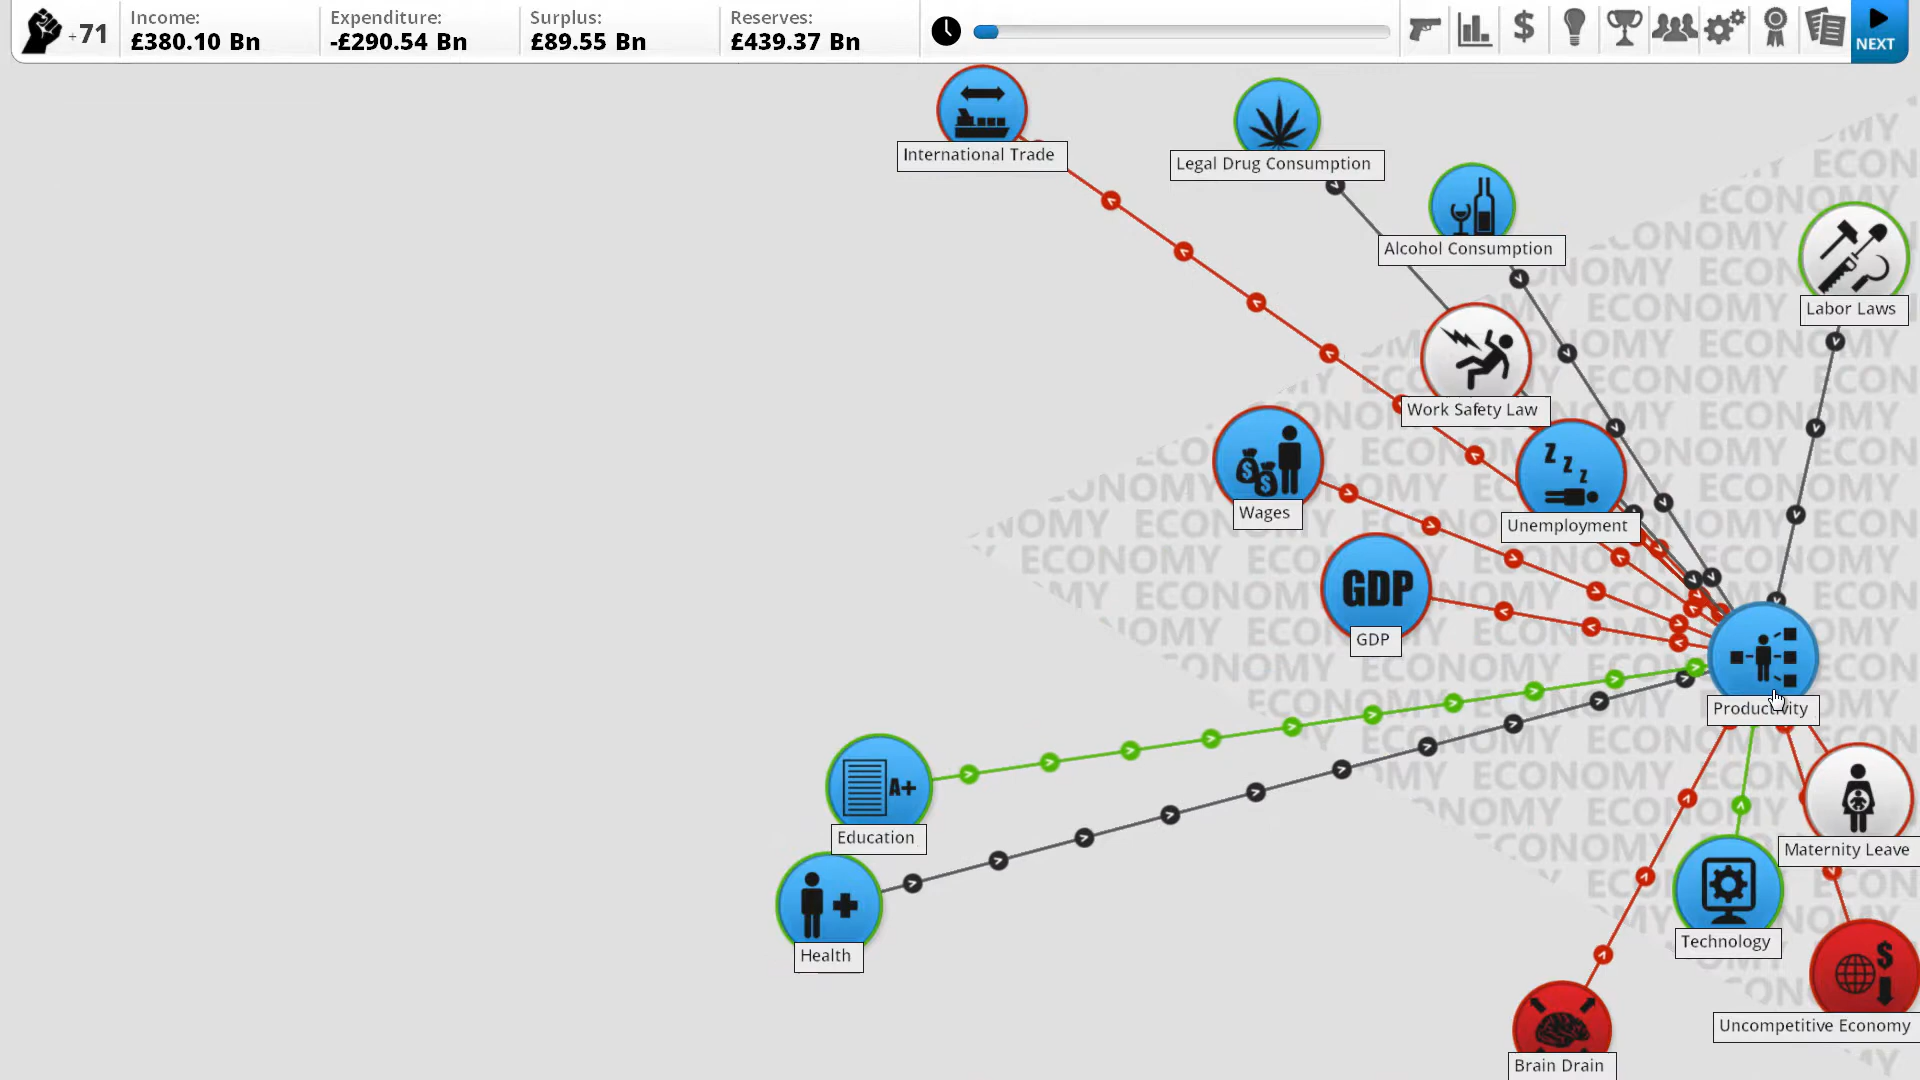 +71
Income:
£380.10 Bn
Expenditure:
-£290.54 Bn
Surplus:
£89.55 Bn
Reserves:
£439.37 Bn
NEXT
International Trade
Legal Drug Consumption
Alcohol Consumption
Labor Laws
Work Safety Law
Z
Z
Z
Unemployment
$
$
Wages
GDP
GDP
Productivity
A+
Education
Health
Maternity Leave
Technology
$
Uncompetitive Economy
Brain Drain
ECONOMY ECONOMY ECONOMY